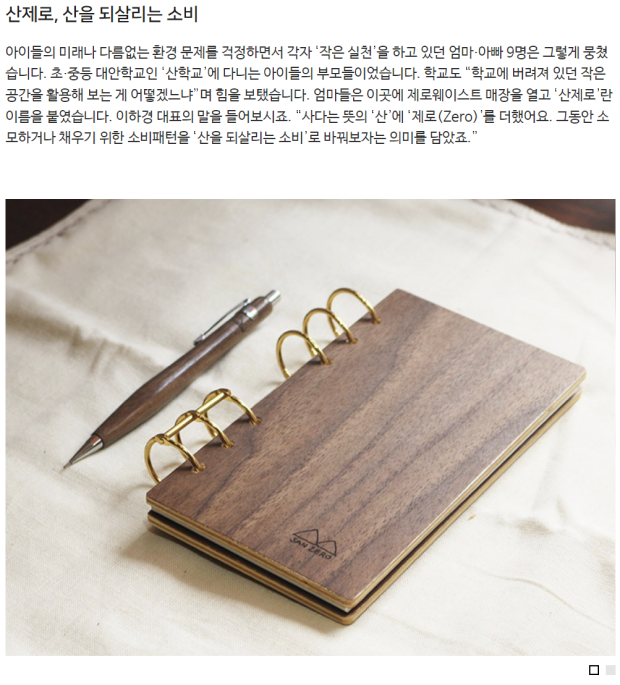 산제로, 산을 되살리는 소비
아이들의 미래나 다름없는 환경 문제를 걱정하면서 각자 ‘작은 실천’을 하고 있던 엄마·아빠 9명은 그렇게 뭉쳤
습니다. 초·중등 대안학교인 ‘산학교’에 다니는 아이들의 부모들이었습니다. 학교도 “학교에 버려져 있던 작은
공간을 활용해 보는 게 어떻겠느냐”며 힘을 보탰습니다. 엄마들은 이곳에 제로웨이스트 매장을 열고 ‘산제로’란
이름을 붙였습니다. 이하경 대표의 말을 들어보시죠. “사다는 뜻의 ‘산’에 ‘제로(Zero)’를 더했어요. 그동안 소
모하거나 채우기 위한 소비패턴을 ‘산을 되살리는 소비’로 바꿔보자는 의미를 담았죠.”
SAN ZERO